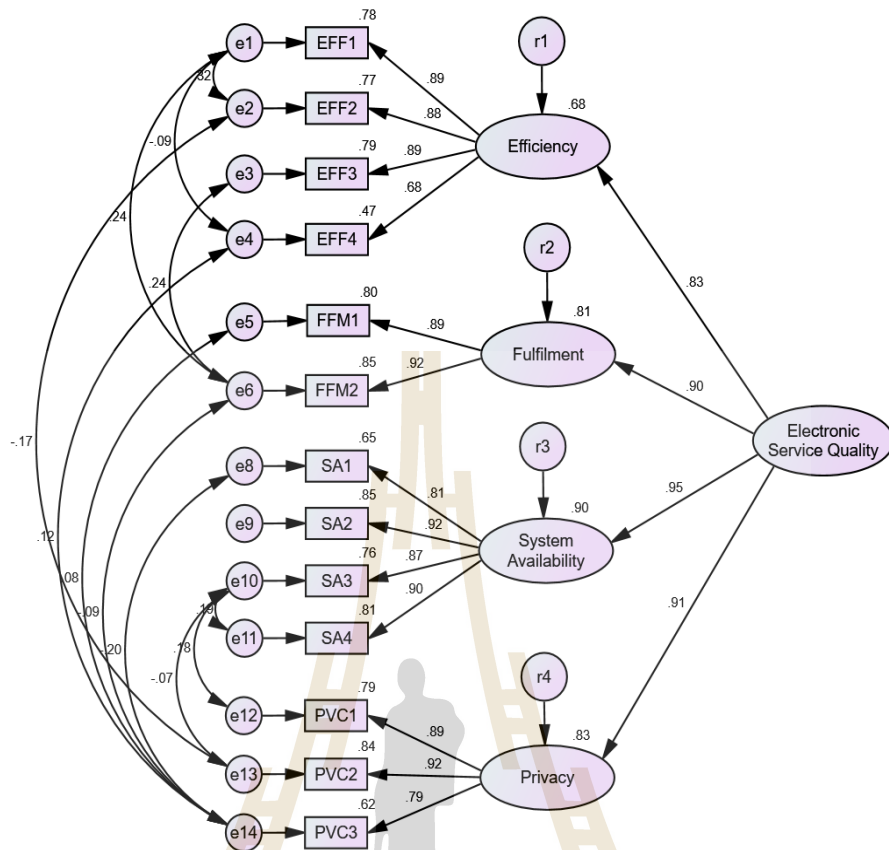 .78
e1 EFF1 r1
.89
.32
.77
e2 EFF2 .68
.88
Efficiency
-.09
.79
.89
e3 EFF3
.68
.24
.47
e4 EFF4
r2
.24
.83
.80
.81
e5 FFM1 .89
Fulfilment
.85
.92
e6 FFM2 .90
Electronic
Service Quality
-.17
r3
.65
e8 SA1
.81
.95
.85
.90
e9 SA2 .92
System
Availability
.12
.76
.87
e10 SA3
.08
.90
.19
.81
-.09
e11 SA4
.91
.18
-.20
-.07
r4
.79
e12 PVC1
.89
.83
.84
e13 PVC2 .92
Privacy
.79
.62
e14 PVC3